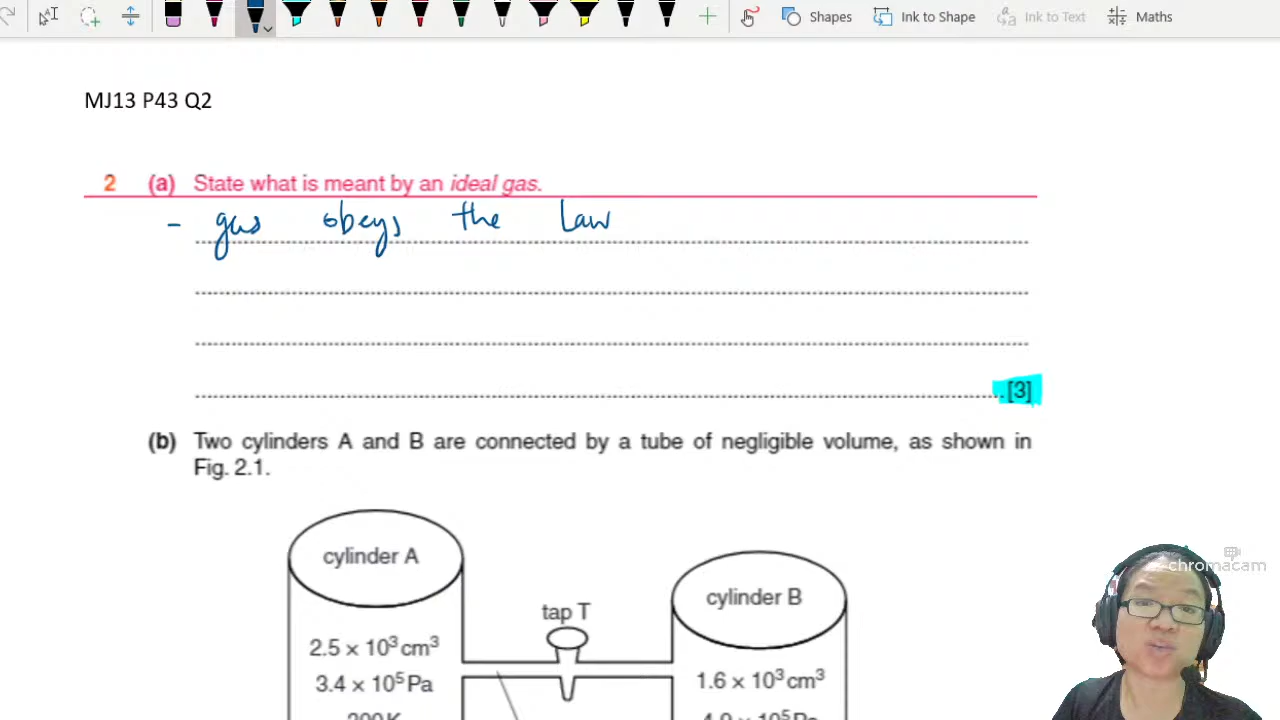 Shapes Ink to Shape Ink to Text Maths
MJ13 P43 Q2
2 (a) State what is meant by an ideal gas.
- gas obeys the law
[3]
(b) Two cylinders A and B are connected by a tube of negligible volume, as shown in
Fig. 2.1.
cylinder A
cylinder B
tap T
2.5 × 10³ cm³
3.4 × 10⁵ Pa
1.6 × 10³ cm³
chromacam